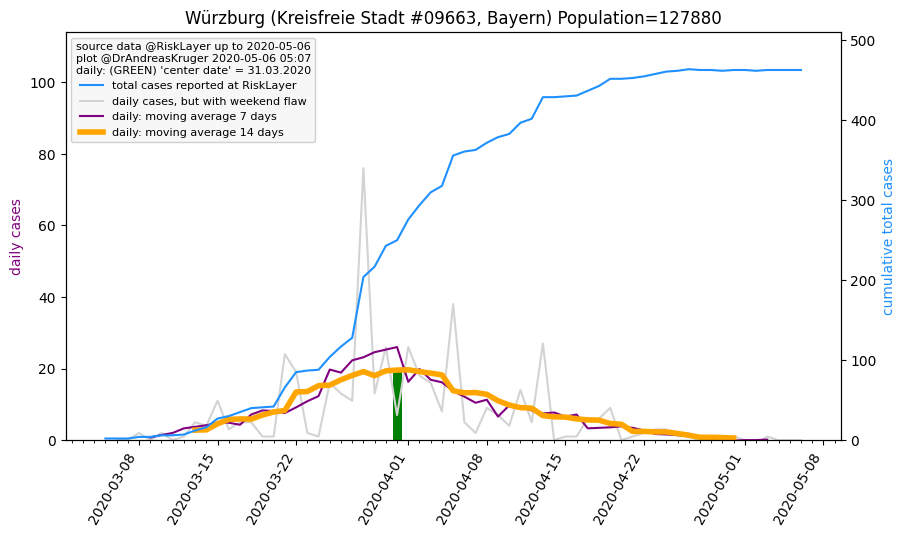 Würzburg (Kreisfreie Stadt #09663, Bayern) Population=127880
source data @RiskLayer up to 2020-05-06
plot @DrAndreasKruger 2020-05-06 05:07
daily: (GREEN) 'center date' = 31.03.2020
total cases reported at RiskLayer
daily cases, but with weekend flaw
daily: moving average 7 days
daily: moving average 14 days
daily cases
100
80
60
40
20
0
cumulative total cases
500
400
300
200
100
0
2020-03-08
2020-03-15
2020-03-22
2020-04-01
2020-04-08
2020-04-15
2020-04-22
2020-05-01
2020-05-08